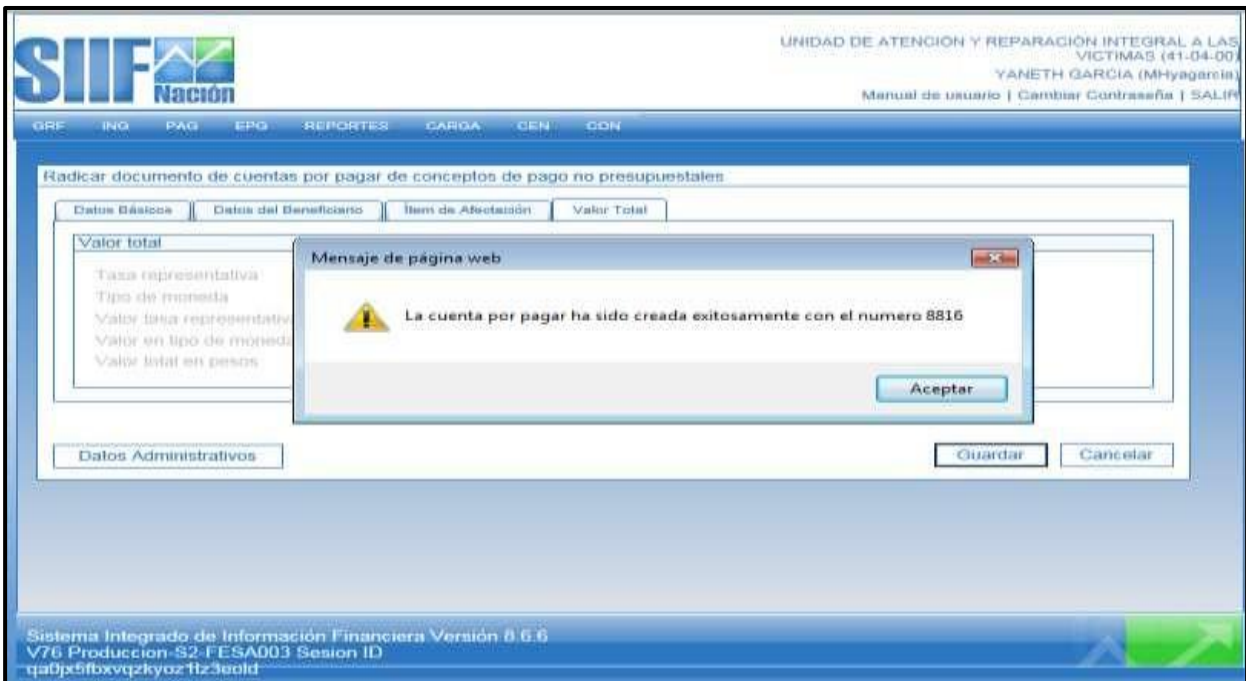 SIIF
Nación
UNIDAD DE ATENCION Y REPARACIÓN INTEGRAL A LAS
VICTIMAS (41-04-00)
YANETH GARCIA (MHyagarcia)
Manual de usuario | Cambiar Contraseña | SALIR
GRF ING PAG EPG REPORTES CARGA CEN CON
Radicar documento de cuentas por pagar de conceptos de pago no presupuestales
Datos Básicos Datos del Beneficiario Ítem de Afectación Valor Total
Valor total
Tasa representativa
Tipo de moneda
Valor tasa representativa
Valor en tipo de moneda
Valor total en pesos
Mensaje de página web
La cuenta por pagar ha sido creada exitosamente con el numero 8816
Aceptar
Datos Administrativos Guardar Cancelar
Sistema Integrado de Información Financiera Versión 8.6.6
V76 Produccion-S2-FESA003 Sesion ID